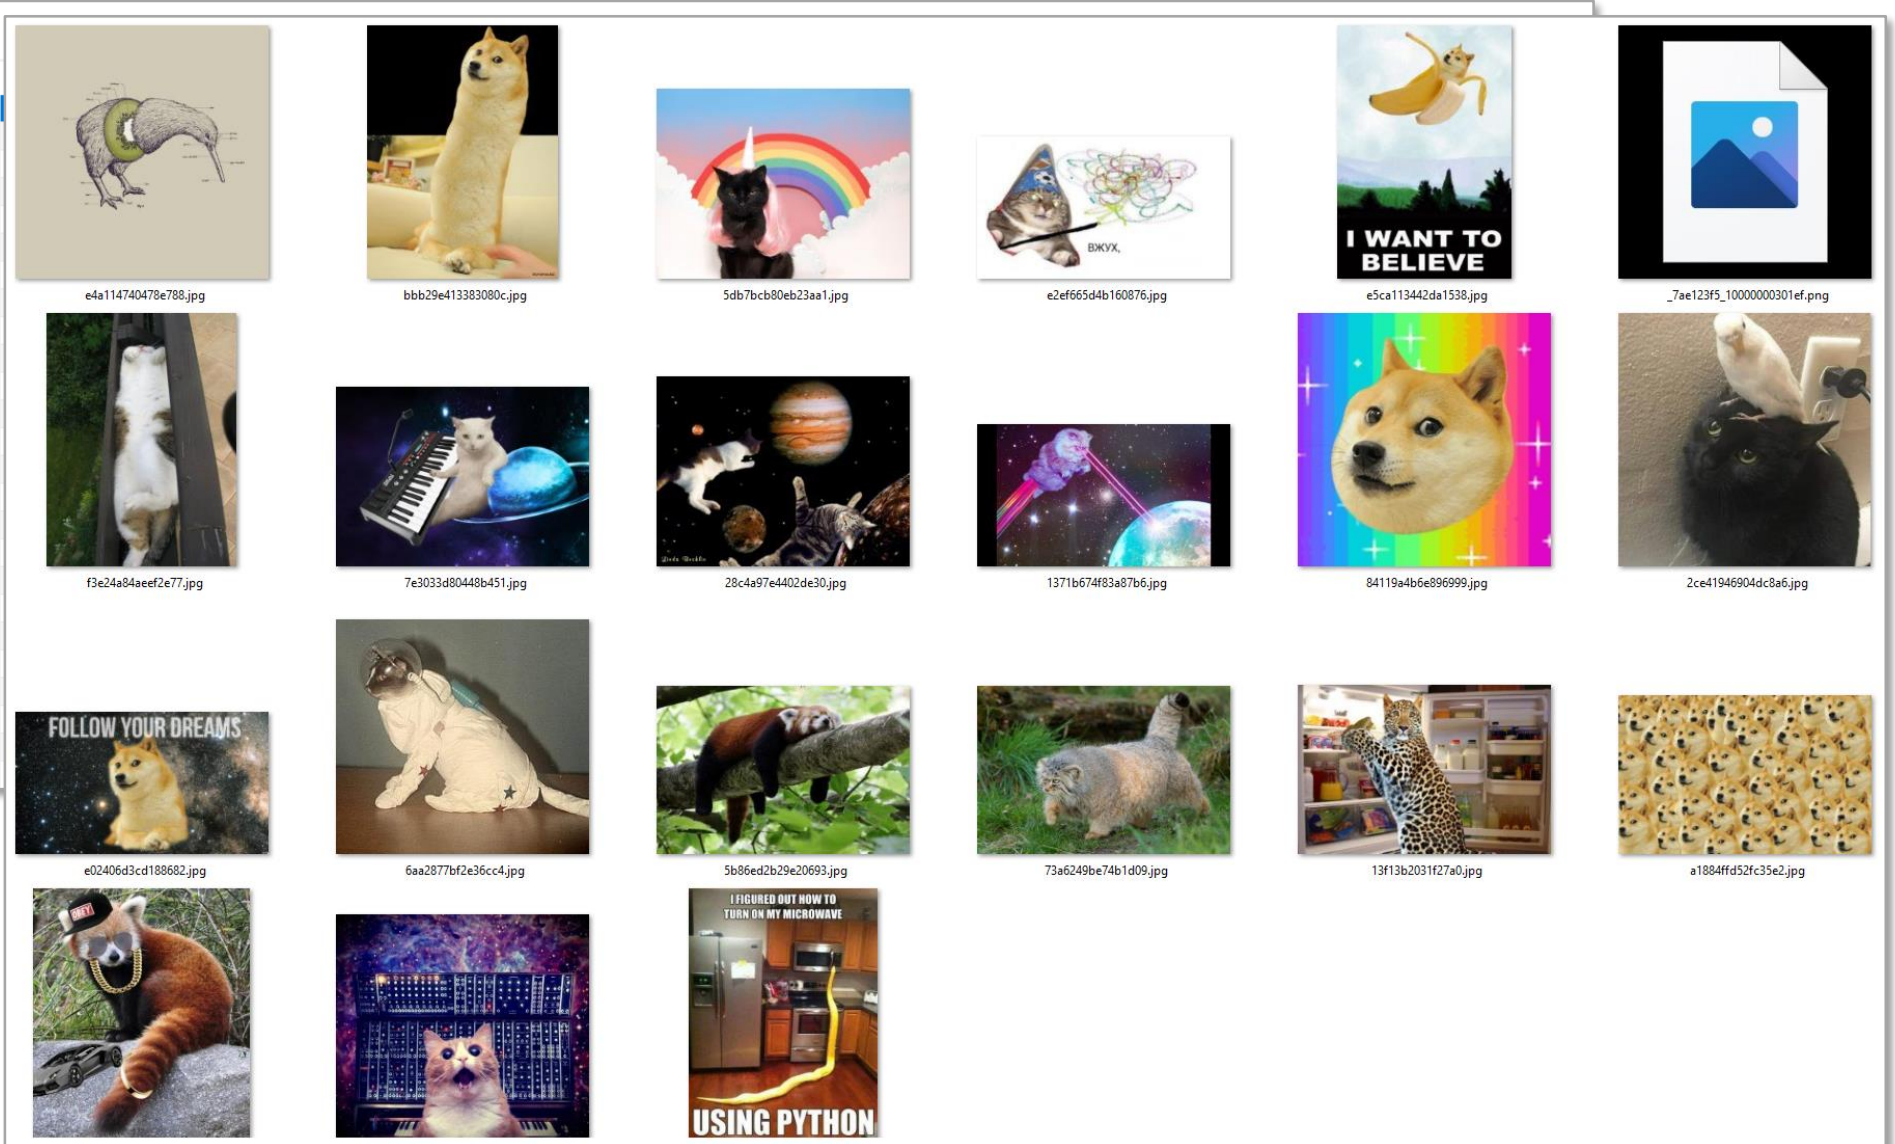 e4a114740478e788.jpg
bbb29e413383080c.jpg
5db7bcb80eb23aa1.jpg
ВЖУХ,
e2ef665d4b160876.jpg
I WANT TO
BELIEVE
e5ca113442da1538.jpg
_7ae123f5_10000000301ef.png
f3e24a84aeef2e77.jpg
7e3033d80448b451.jpg
28c4a97e4402de30.jpg
1371b674f83a87b6.jpg
84119a4b6e896999.jpg
2ce41946904dc8a6.jpg
FOLLOW YOUR DREAMS
e02406d3cd188682.jpg
6aa2877bf2e36cc4.jpg
5b86ed2b29e20693.jpg
73a6249be74b1d09.jpg
13f13b2031f27a0.jpg
a1884ffd52fc35e2.jpg
OBEY
I FIGURED OUT HOW TO
TURN ON MY MICROWAVE
USING PYTHON